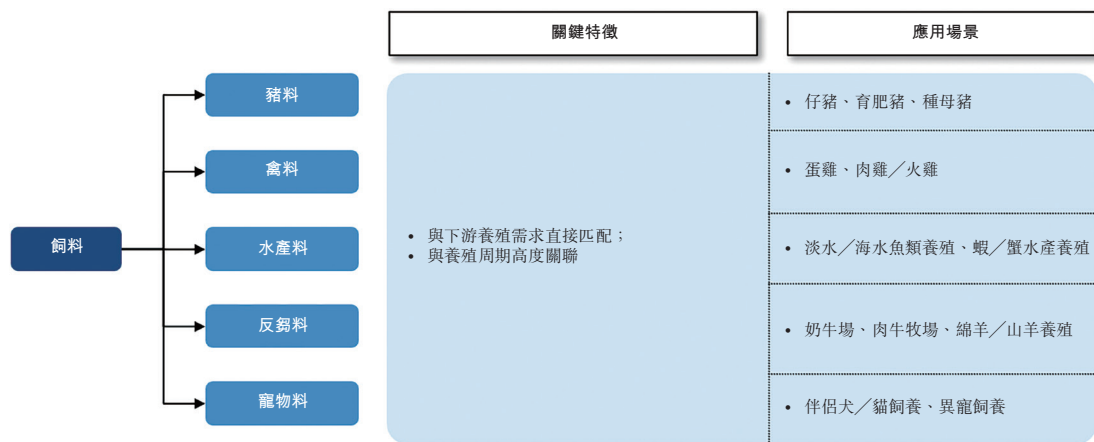 關鍵特徵
應用場景
飼料
豬料
禽料
水產料
反芻料
寵物料
• 與下游養殖需求直接匹配；
• 與養殖周期高度關聯
• 仔豬、育肥豬、種母豬
• 蛋雞、肉雞／火雞
• 淡水／海水魚類養殖、蝦／蟹水產養殖
• 奶牛場、肉牛牧場、綿羊／山羊養殖
• 伴侶犬／貓飼養、異寵飼養